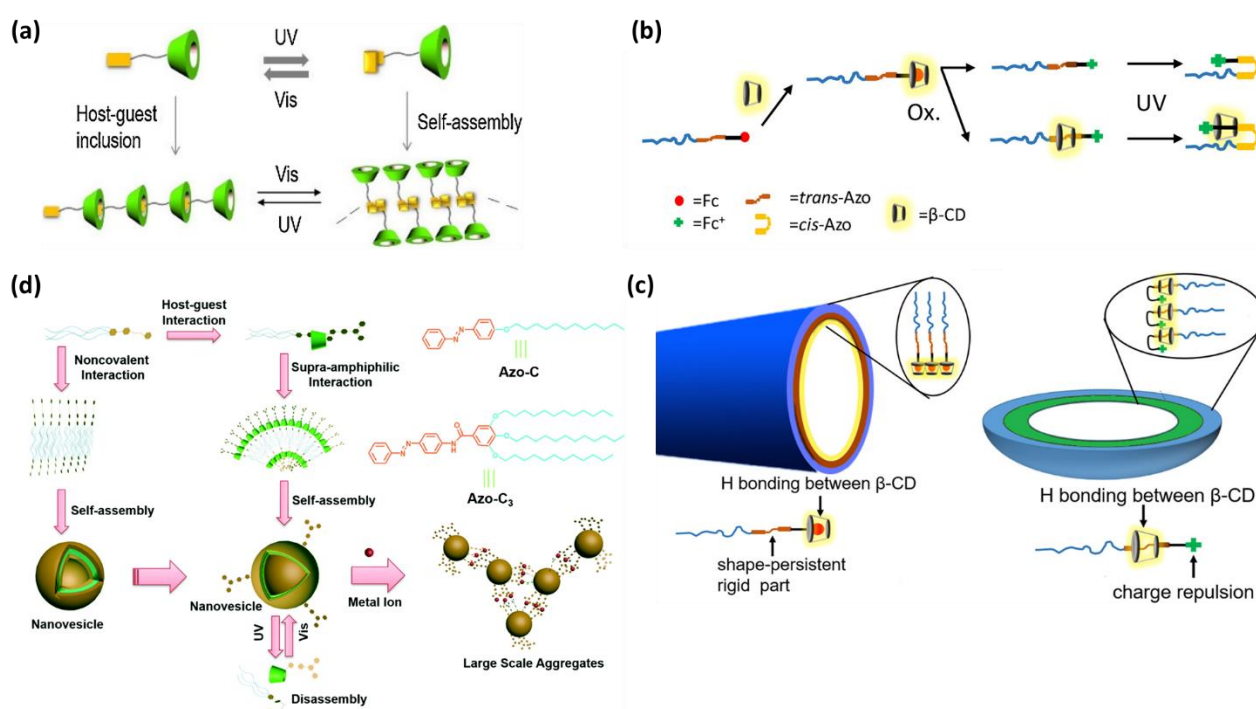 (a)
UV
Vis
Host-guest
inclusion
Self-assembly
Vis
UV
(b)
Ox.
UV
=Fc
=trans-Azo
=Fc⁺
=cis-Azo
=β-CD
(d)
Host-guest
Interaction
Noncovalent
Interaction
Supra-amphiphilic
Interaction
Azo-C
N
N
O
O
N
H
N
N
O
O
O
Azo-C₃
Self-assembly
Self-assembly
Nanovesicle
Nanovesicle
Metal Ion
UV
Vis
Disassembly
Large Scale Aggregates
(c)
H bonding between β-CD
shape-persistent
rigid part
H bonding between β-CD
charge repulsion